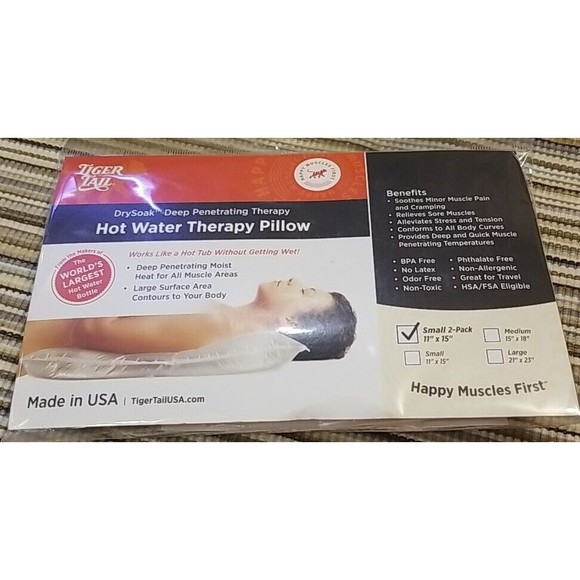 TIGER
TAIL
HAPPY MUSCLES FIRST
DrySoak™ Deep Penetrating Therapy
Hot Water Therapy Pillow
From the Makers of
The
WORLD'S
LARGEST
Hot Water
Bottle
Works Like a Hot Tub Without Getting Wet!
• Deep Penetrating Moist
Heat for All Muscle Areas
• Large Surface Area
Contours to Your Body
Made in USA | TigerTailUSA.com
Benefits
• Soothes Minor Muscle Pain
and Cramping
• Relieves Sore Muscles
• Alleviates Stress and Tension
• Conforms to All Body Curves
• Provides Deep and Quick Muscle
Penetrating Temperatures
• BPA Free
• No Latex
• Odor Free
• Non-Toxic
• Phthalate Free
• Non-Allergenic
• Great for Travel
• HSA/FSA Eligible
Small 2-Pack
11" x 15"
Medium
15" x 18"
Small
11" x 15"
Large
21" x 23"
Happy Muscles First™